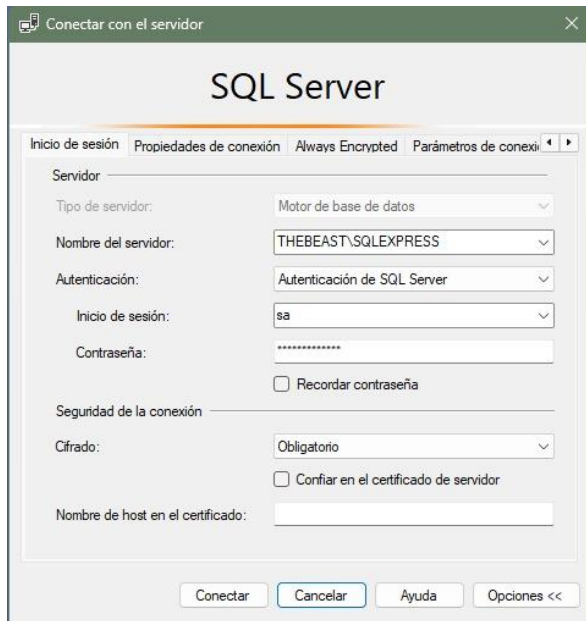 Conectar con el servidor
SQL Server
Inicio de sesión Propiedades de conexión Always Encrypted Parámetros de conexi
Servidor
Tipo de servidor: Motor de base de datos
Nombre del servidor: THEBEAST\SQLEXPRESS
Autenticación: Autenticación de SQL Server
Inicio de sesión: sa
Contraseña: *************
Recordar contraseña
Seguridad de la conexión
Cifrado: Obligatorio
Confiar en el certificado de servidor
Nombre de host en el certificado:
Conectar Cancelar Ayuda Opciones <<